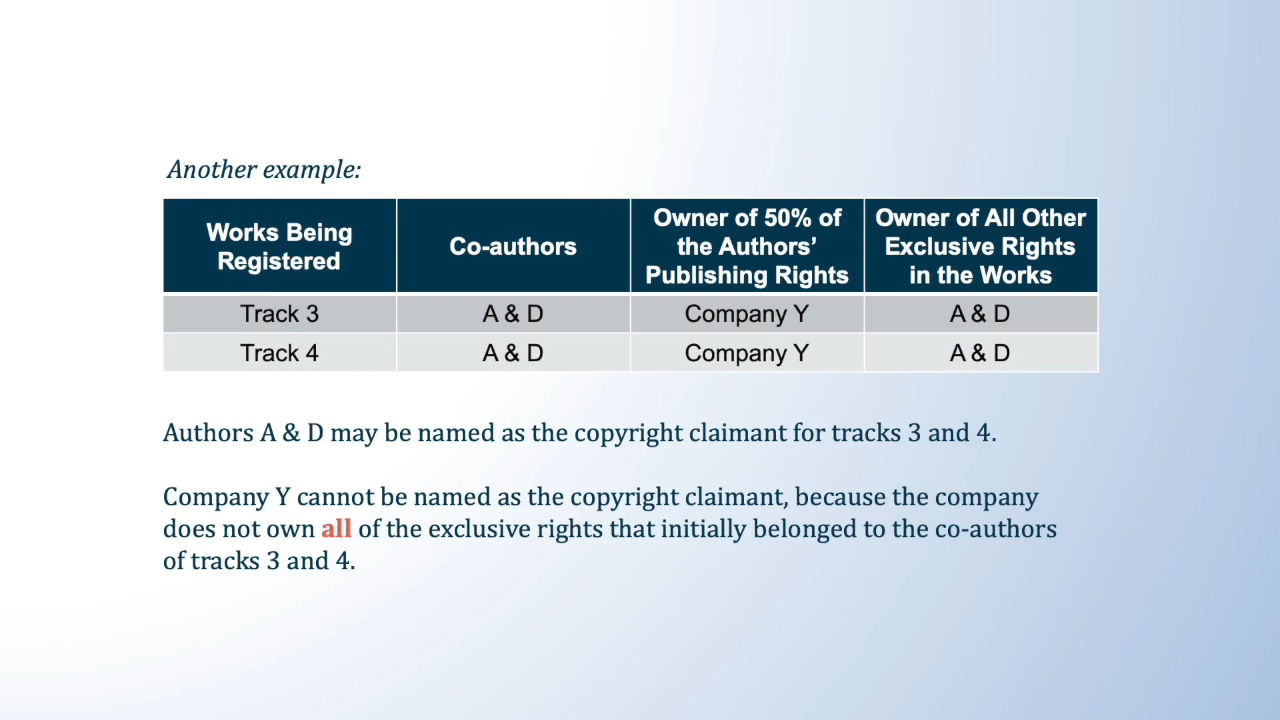 Another example:
Works Being Registered
Co-authors
Owner of 50% of the Authors’ Publishing Rights
Owner of All Other Exclusive Rights in the Works
Track 3 A & D Company Y A & D
Track 4 A & D Company Y A & D
Authors A & D may be named as the copyright claimant for tracks 3 and 4.
Company Y cannot be named as the copyright claimant, because the company
does not own all of the exclusive rights that initially belonged to the co-authors
of tracks 3 and 4.